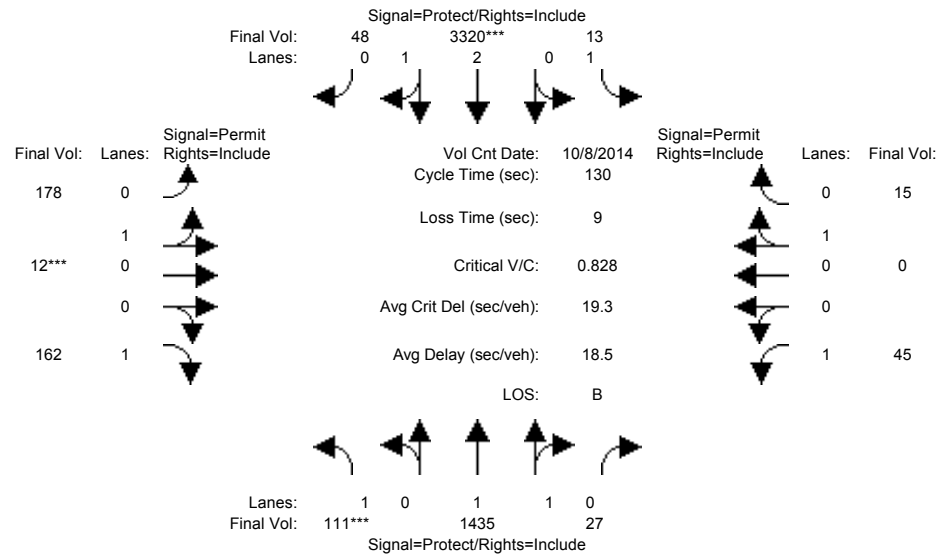 Signal=Protect/Rights=Include
Final Vol: 48 3320*** 13
Lanes: 0 1 2 0 1
Signal=Permit Signal=Permit
Final Vol: Lanes: Rights=Include Vol Cnt Date: 10/8/2014 Rights=Include Lanes: Final Vol:
Cycle Time (sec): 130
178 0 0 15
Loss Time (sec): 9
1 1
12*** 0 Critical V/C: 0.828 0 0
0 Avg Crit Del (sec/veh): 19.3 0
162 1 Avg Delay (sec/veh): 18.5 1 45
LOS: B
Lanes: 1 0 1 1 0
Final Vol: 111*** 1435 27
Signal=Protect/Rights=Include